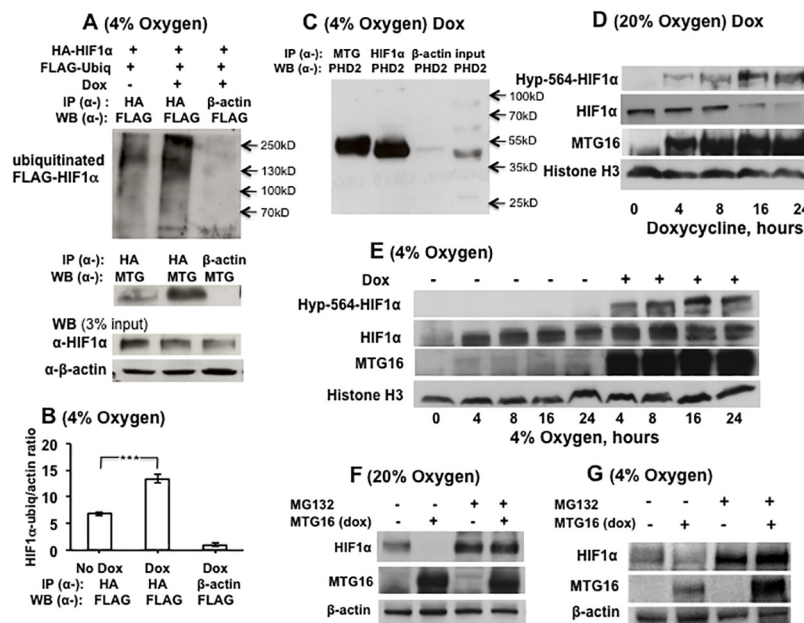 A (4% Oxygen)
HA-HIF1α + + +
FLAG-Ubiq + + +
Dox - + +
IP (α-) : HA HA β-actin
WB (α-) : FLAG FLAG FLAG
ubiquitinated
FLAG-HIF1α
250kD
130kD
100kD
70kD
IP (α-) : HA HA β-actin
WB (α-): MTG MTG MTG
WB (3% input)
α-HIF1α
α-β-actin
B (4% Oxygen)
HIF1α-ubiq/actin ratio
20
15
10
5
0
***
No Dox Dox Dox
IP (α-) : HA HA β-actin
WB (α-) : FLAG FLAG FLAG
C (4% Oxygen) Dox
IP (α-) MTG HIF1α β-actin input
WB (α-) PHD2 PHD2 PHD2 PHD2
100kD
70kD
55kD
35kD
25kD
D (20% Oxygen) Dox
Hyp-564-HIF1α
HIF1α
MTG16
Histone H3
0 4 8 16 24
Doxycycline, hours
E (4% Oxygen)
Dox - - - - - + + + +
Hyp-564-HIF1α
HIF1α
MTG16
Histone H3
0 4 8 16 24 4 8 16 24
4% Oxygen, hours
F (20% Oxygen)
MG132 - - + +
MTG16 (dox) - + - +
HIF1α
MTG16
β-actin
G (4% Oxygen)
MG132 - - + +
MTG16 (dox) - + - +
HIF1α
MTG16
β-actin